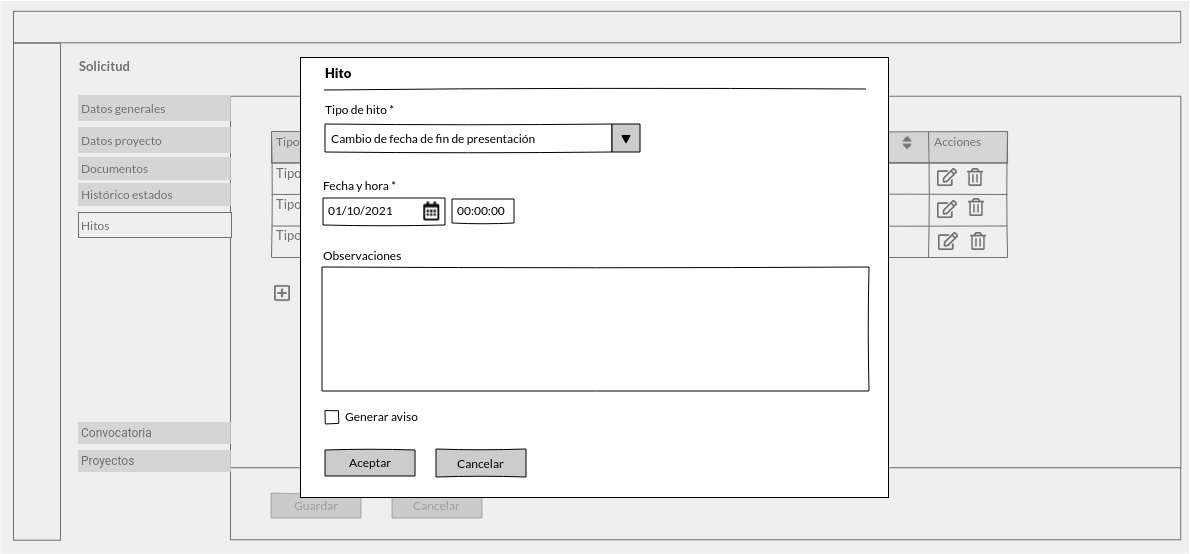 Solicitud
Datos generales
Datos proyecto
Documentos
Histórico estados
Hitos
Convocatoria
Proyectos
Tipo
Acciones
Tipo
Tipo
Tipo
Hito
Tipo de hito *
Cambio de fecha de fin de presentación
Fecha y hora *
01/10/2021 00:00:00
Observaciones
Generar aviso
Aceptar Cancelar
Guardar Cancelar